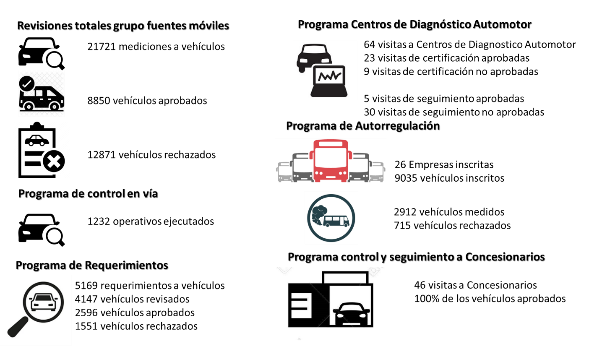 Revisiones totales grupo fuentes móviles
21721 mediciones a vehículos
8850 vehículos aprobados
12871 vehículos rechazados
Programa de control en vía
1232 operativos ejecutados
Programa de Requerimientos
5169 requerimientos a vehículos
4147 vehículos revisados
2596 vehículos aprobados
1551 vehículos rechazados
Programa Centros de Diagnóstico Automotor
64 visitas a Centros de Diagnostico Automotor
23 visitas de certificación aprobadas
9 visitas de certificación no aprobadas
5 visitas de seguimiento aprobadas
30 visitas de seguimiento no aprobadas
Programa de Autorregulación
26 Empresas inscritas
9035 vehículos inscritos
2912 vehículos medidos
715 vehículos rechazados
Programa control y seguimiento a Concesionarios
46 visitas a Concesionarios
100% de los vehículos aprobados